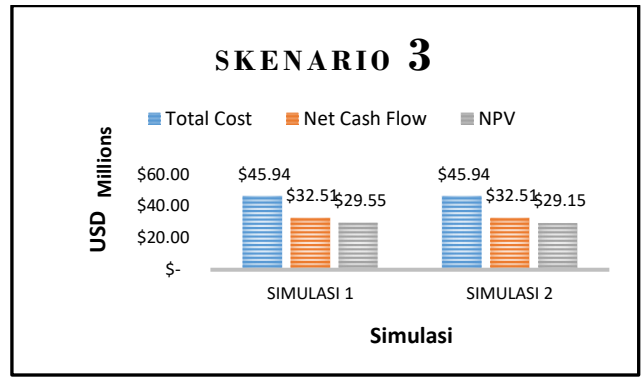 SKENARIO 3
Total Cost Net Cash Flow NPV
USD Millions
$60.00
$40.00
$20.00
$-
$45.94 $32.51 $29.55
$45.94 $32.51 $29.15
SIMULASI 1 SIMULASI 2
Simulasi